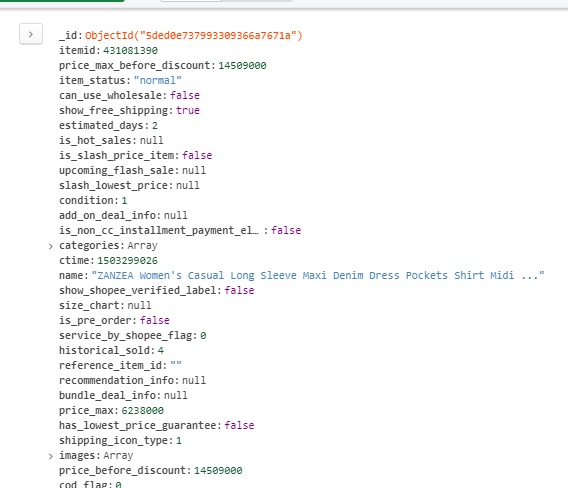 _id: ObjectId("5ded0e737993309366a7671a")
itemid: 431081390
price_max_before_discount: 14509000
item_status: "normal"
can_use_wholesale: false
show_free_shipping: true
estimated_days: 2
is_hot_sales: null
is_slash_price_item: false
upcoming_flash_sale: null
slash_lowest_price: null
condition: 1
add_on_deal_info: null
is_non_cc_installment_payment_el… : false
categories: Array
ctime: 1503299026
name: "ZANZEA Women's Casual Long Sleeve Maxi Denim Dress Pockets Shirt Midi ..."
show_shopee_verified_label: false
size_chart: null
is_pre_order: false
service_by_shopee_flag: 0
historical_sold: 4
reference_item_id: ""
recommendation_info: null
bundle_deal_info: null
price_max: 6238000
has_lowest_price_guarantee: false
shipping_icon_type: 1
images: Array
price_before_discount: 14509000
cod_flag: 0